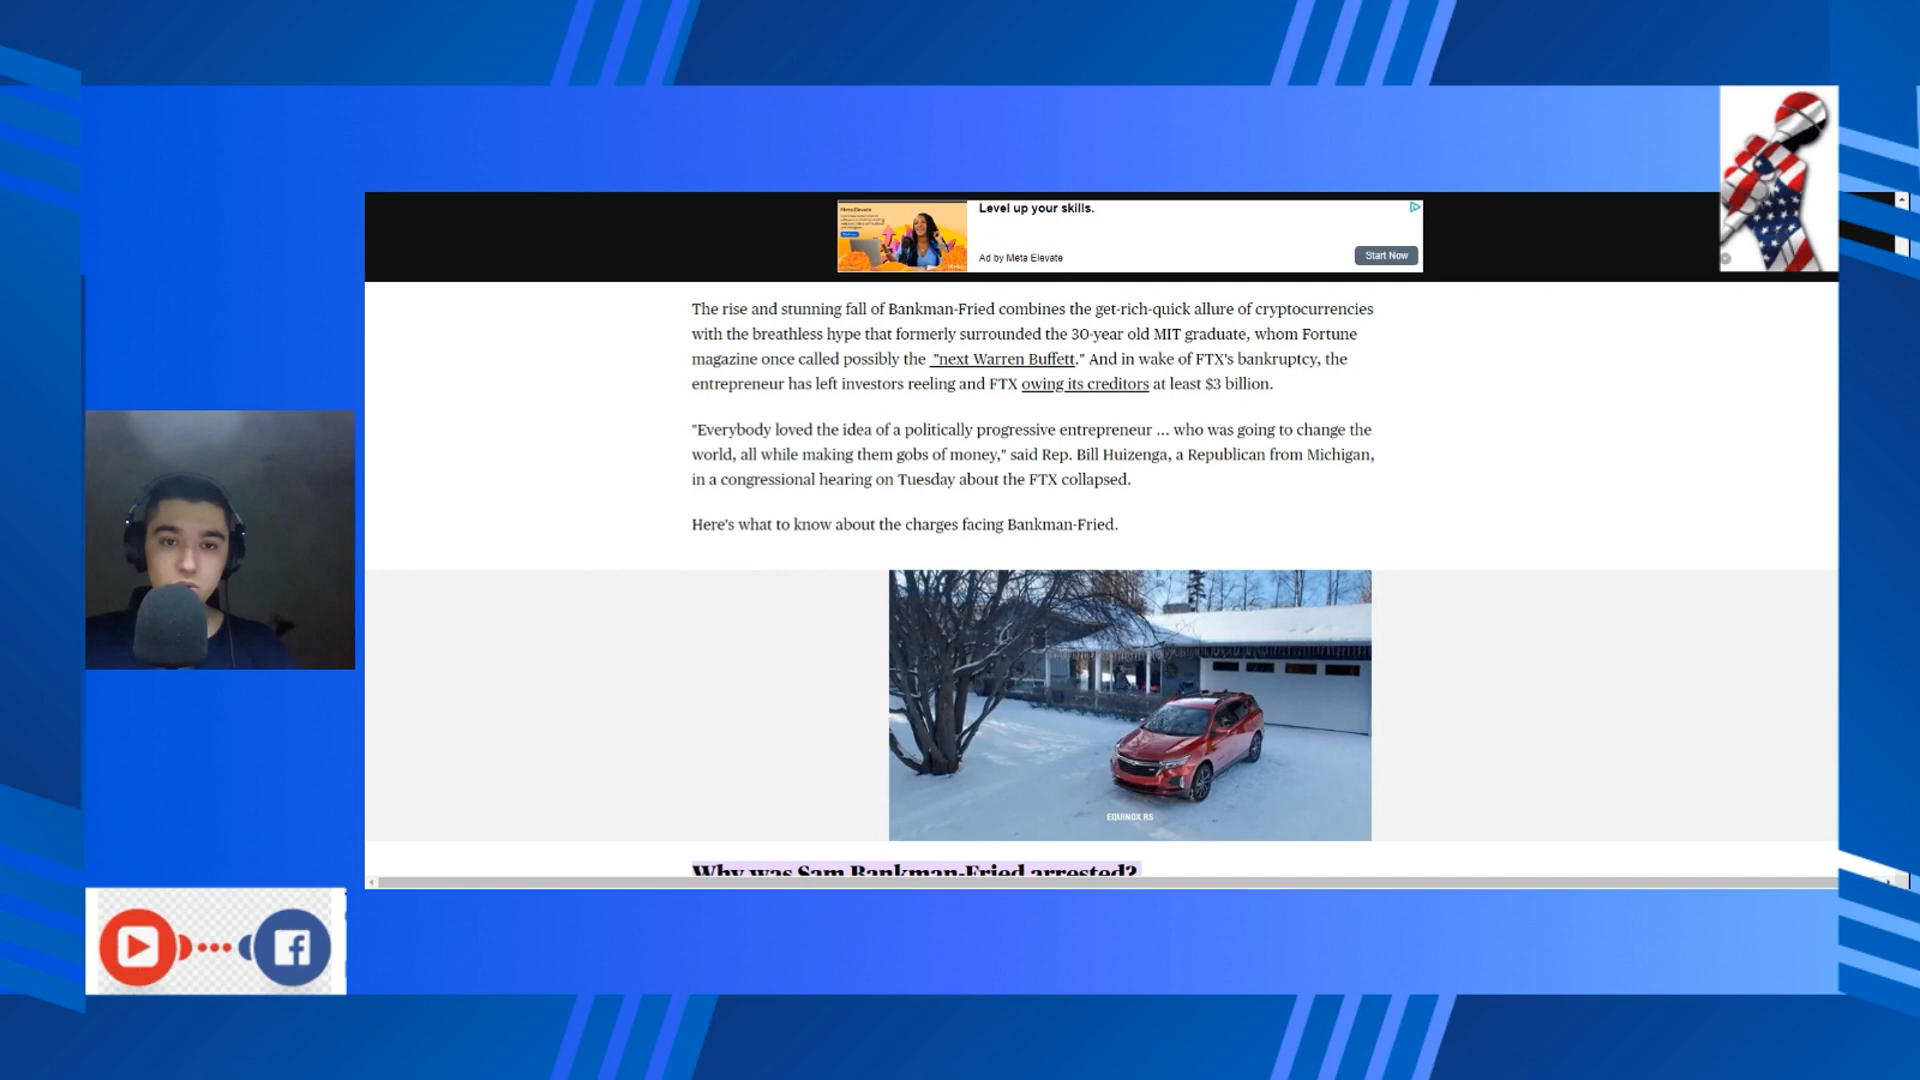 Level up your skills.
Ad by Meta Elevate
Start Now
The rise and stunning fall of Bankman-Fried combines the get-rich-quick allure of cryptocurrencies
with the breathless hype that formerly surrounded the 30-year old MIT graduate, whom Fortune
magazine once called possibly the "next Warren Buffett." And in wake of FTX's bankruptcy, the
entrepreneur has left investors reeling and FTX owing its creditors at least $3 billion.
"Everybody loved the idea of a politically progressive entrepreneur ... who was going to change the
world, all while making them gobs of money," said Rep. Bill Huizenga, a Republican from Michigan,
in a congressional hearing on Tuesday about the FTX collapsed.
Here's what to know about the charges facing Bankman-Fried.
EQUINOX RS
Why was Sam Bankman-Fried arrested?